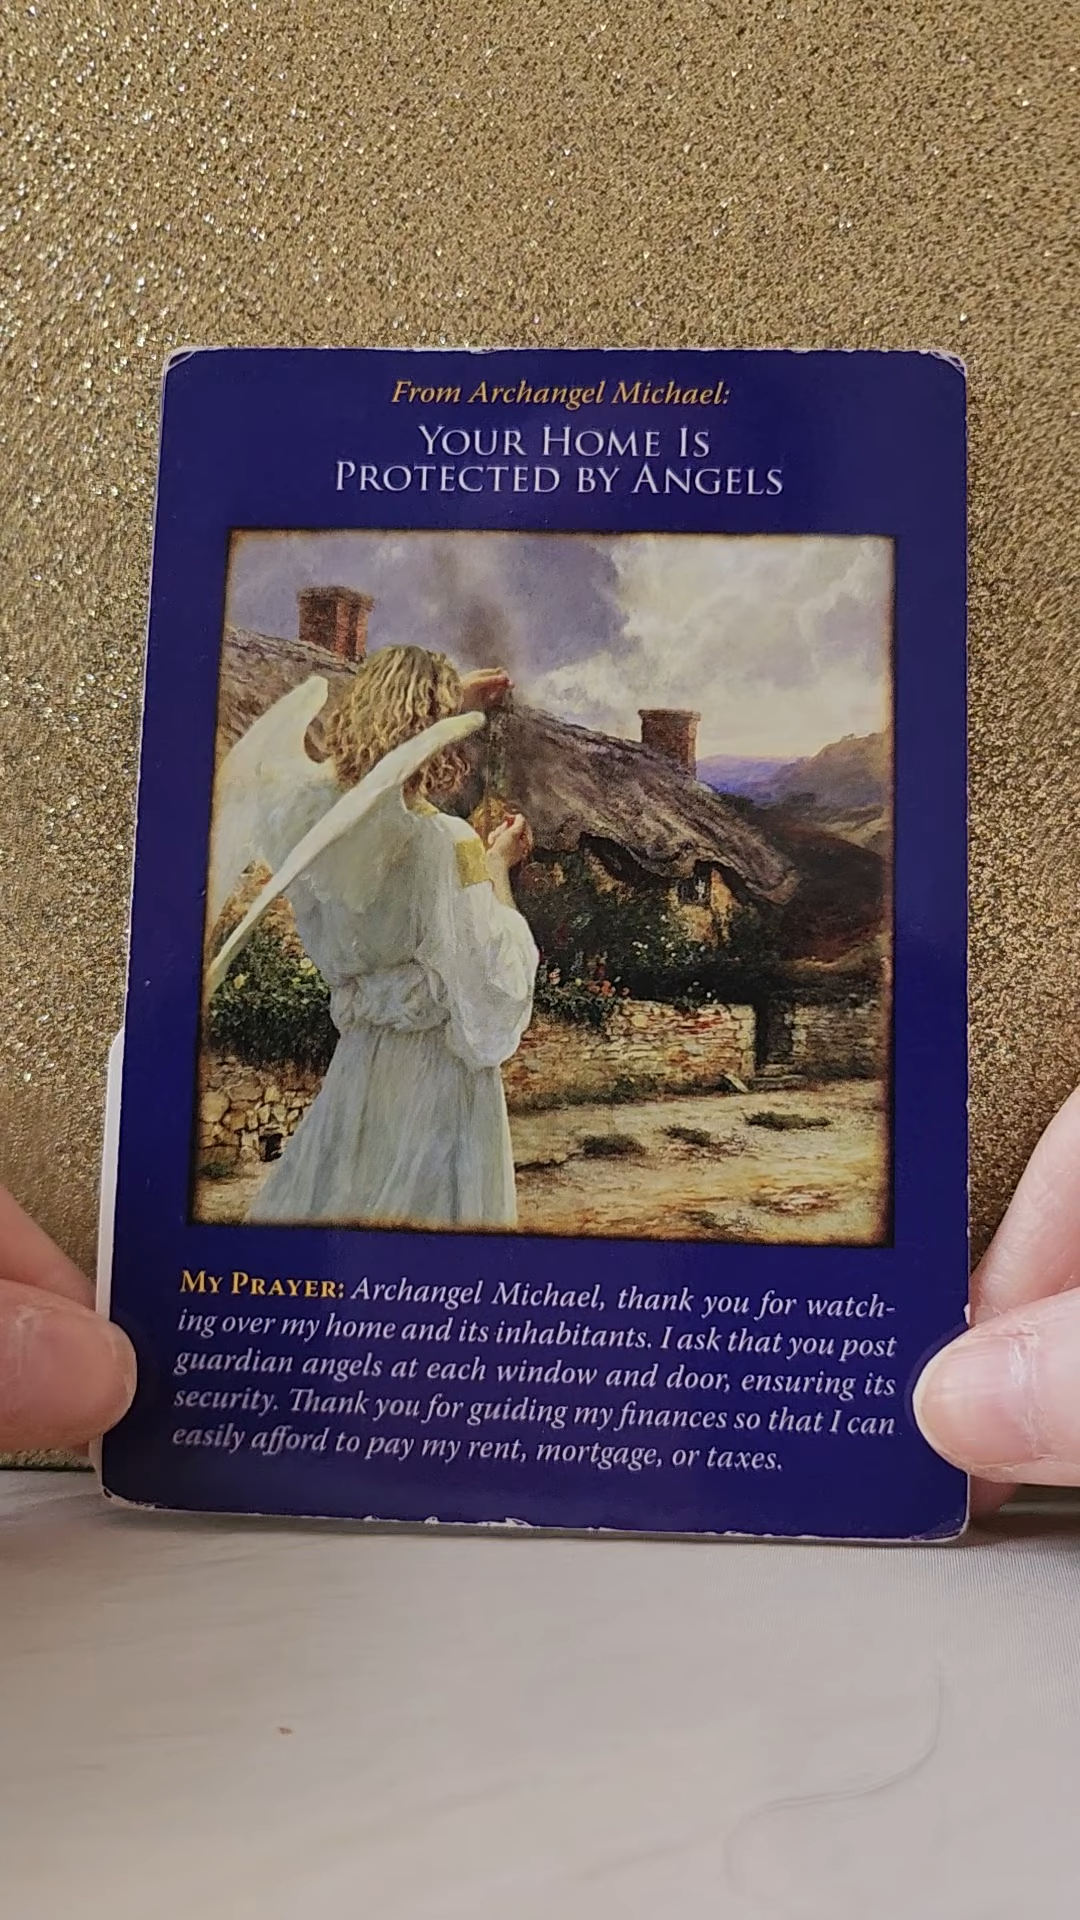 From Archangel Michael:
YOUR HOME IS
PROTECTED BY ANGELS
MY PRAYER: Archangel Michael, thank you for watch-
ing over my home and its inhabitants. I ask that you post
guardian angels at each window and door, ensuring its
security. Thank you for guiding my finances so that I can
easily afford to pay my rent, mortgage, or taxes.